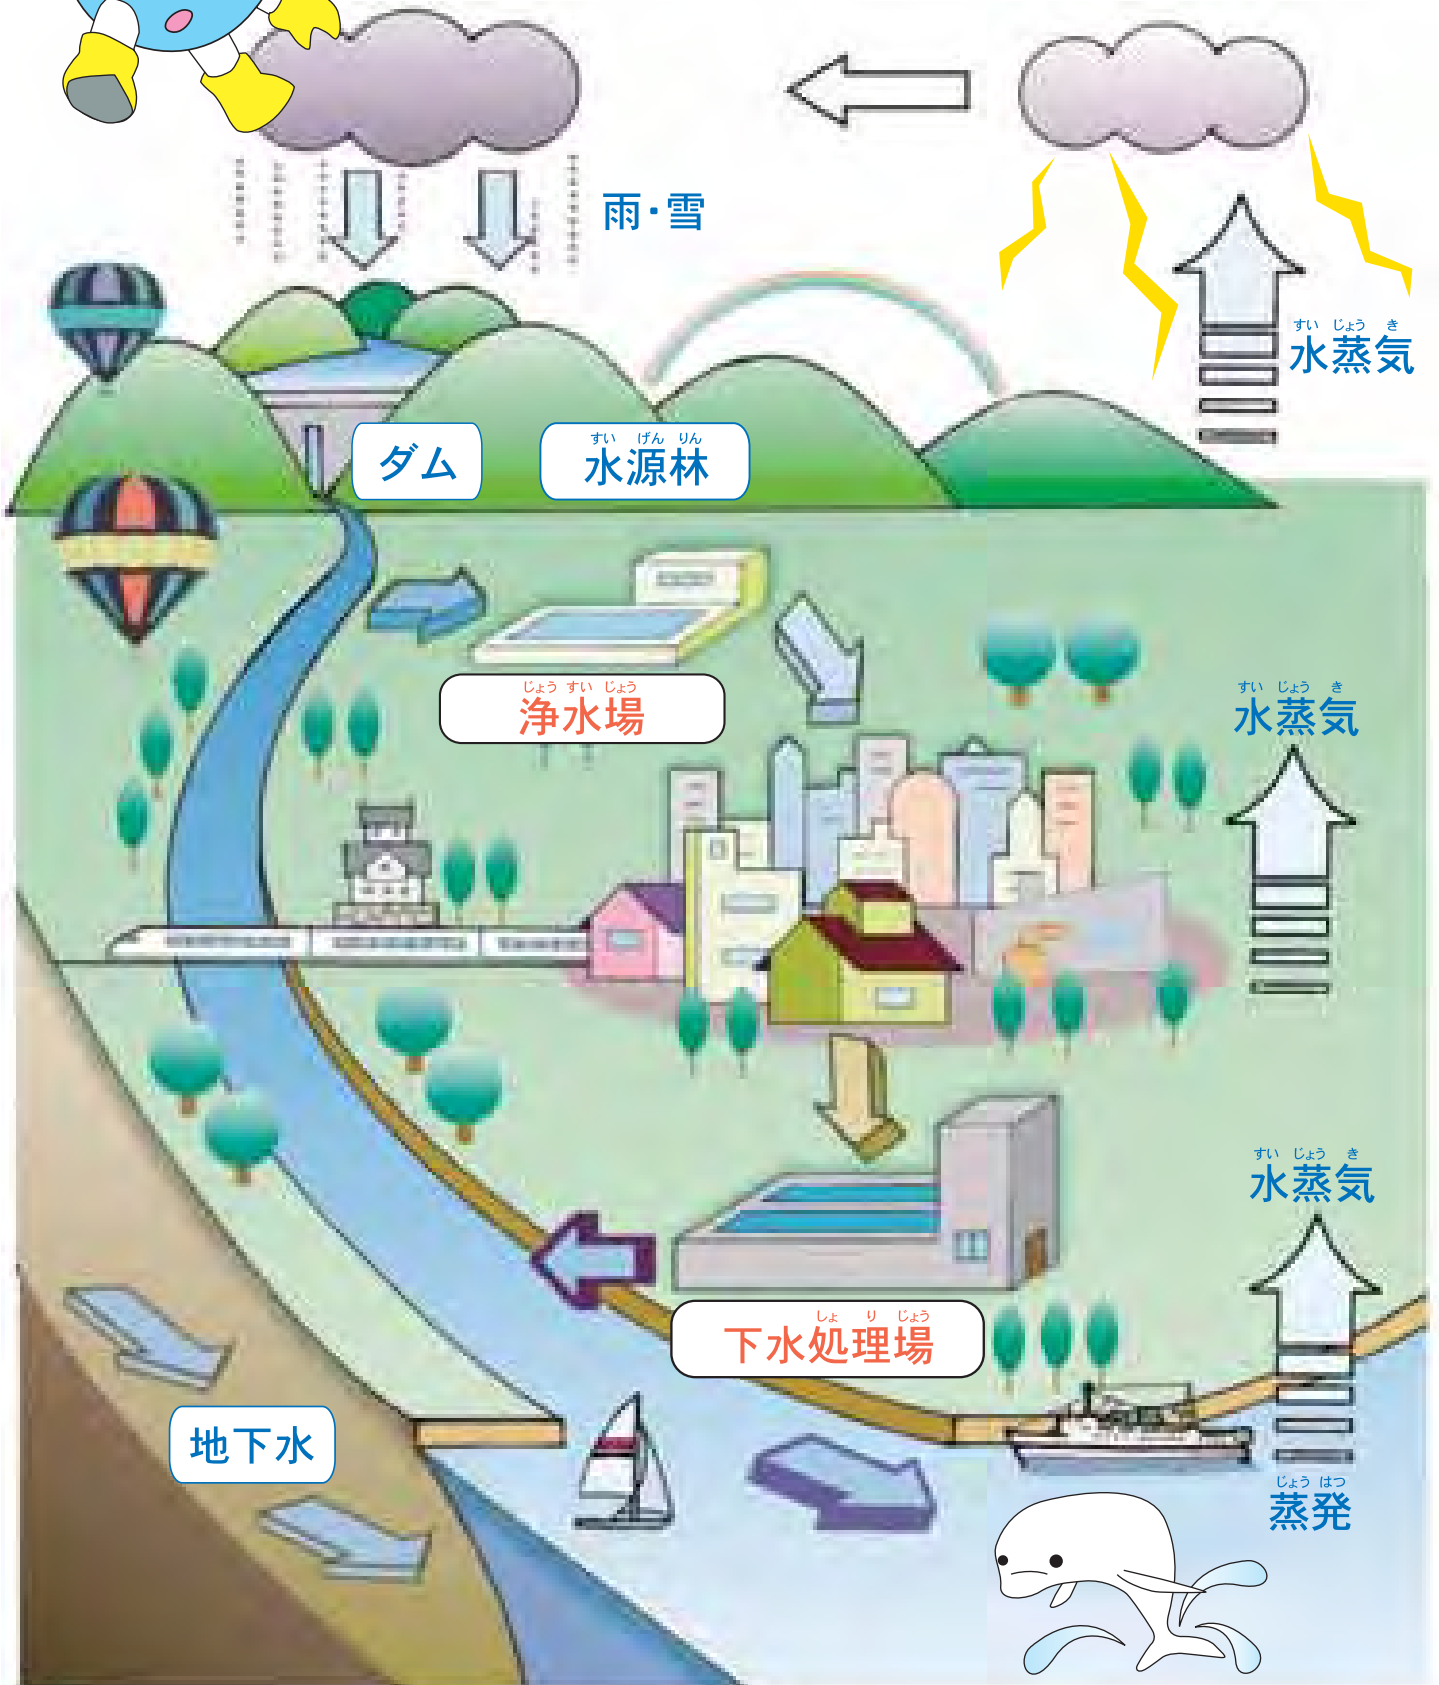 雨・雪
すい じょう き
水蒸気
ダム
すい げん りん
水源林
じょう すい じょう
浄水場
すい じょう き
水蒸気
すい じょう き
水蒸気
しょ り じょう
下水処理場
地下水
じょう はつ
蒸発